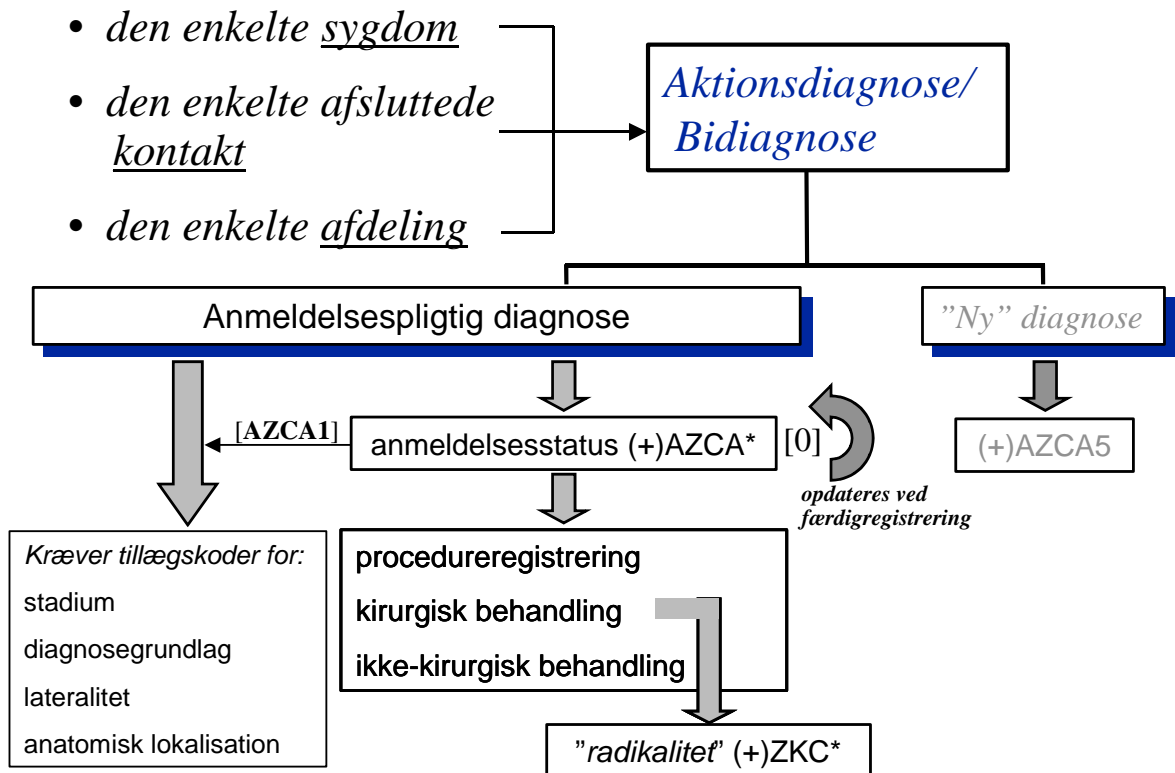 • den enkelte sygdom
• den enkelte afsluttede
kontakt
• den enkelte afdeling
Aktionsdiagnose/
Bidiagnose
Anmeldelsespligtig diagnose
”Ny” diagnose
[AZCA1]
anmeldelsesstatus (+)AZCA*
[0]
(+)AZCA5
opdateres ved
færdigregistrering
Kræver tillægskoder for:
stadium
diagnosegrundlag
lateralitet
anatomisk lokalisation
procedureregistrering
kirurgisk behandling
ikke-kirurgisk behandling
”radikalitet” (+)ZKC*